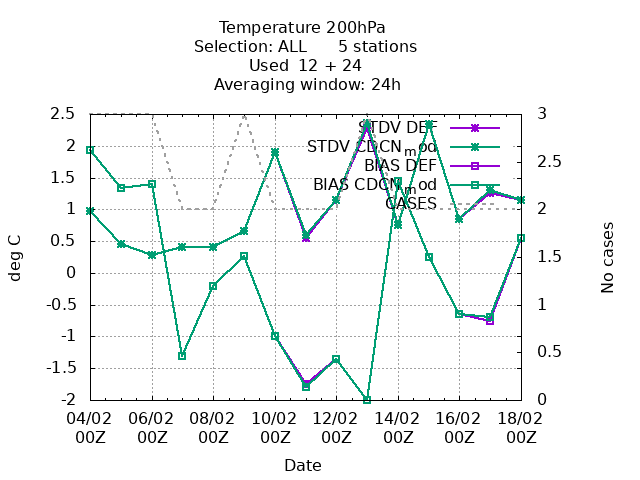 Temperature 200hPa
Selection: ALL 5 stations
Used 12 + 24
Averaging window: 24h
STDV DEF
STDV CDCN_mod
BIAS DEF
BIAS CDCN_mod
CASES
2.5
2
1.5
1
0.5
0
-0.5
-1
-1.5
-2
3
2.5
2
1.5
1
0.5
0
deg C
No cases
04/02 06/02 08/02 10/02 12/02 14/02 16/02 18/02
00Z 00Z 00Z 00Z 00Z 00Z 00Z 00Z
Date